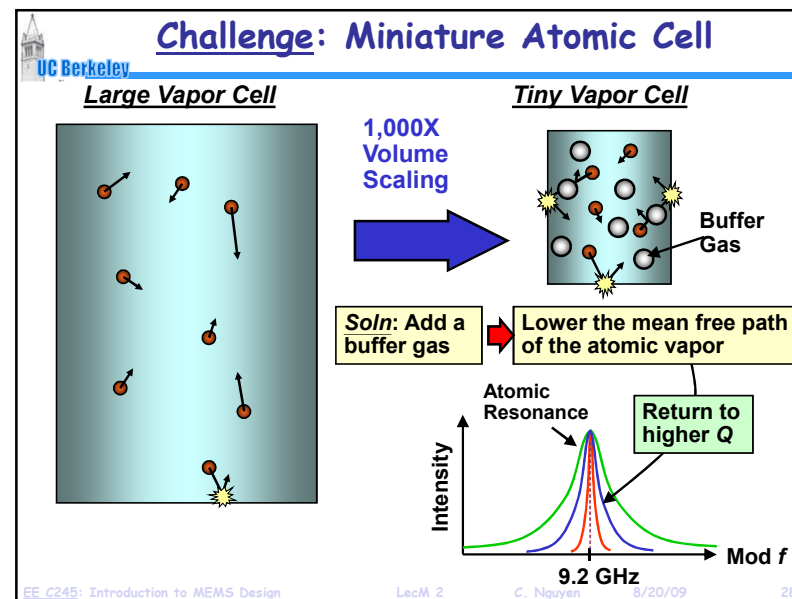 Challenge: Miniature Atomic Cell
UC Berkeley
Large Vapor Cell
Tiny Vapor Cell
1,000X
Volume
Scaling
Buffer
Gas
Soln: Add a
buffer gas
Lower the mean free path
of the atomic vapor
Atomic
Resonance
Return to
higher Q
Intensity
Mod f
9.2 GHz
EE C245: Introduction to MEMS Design
LecM 2
C. Nguyen
8/20/09
28